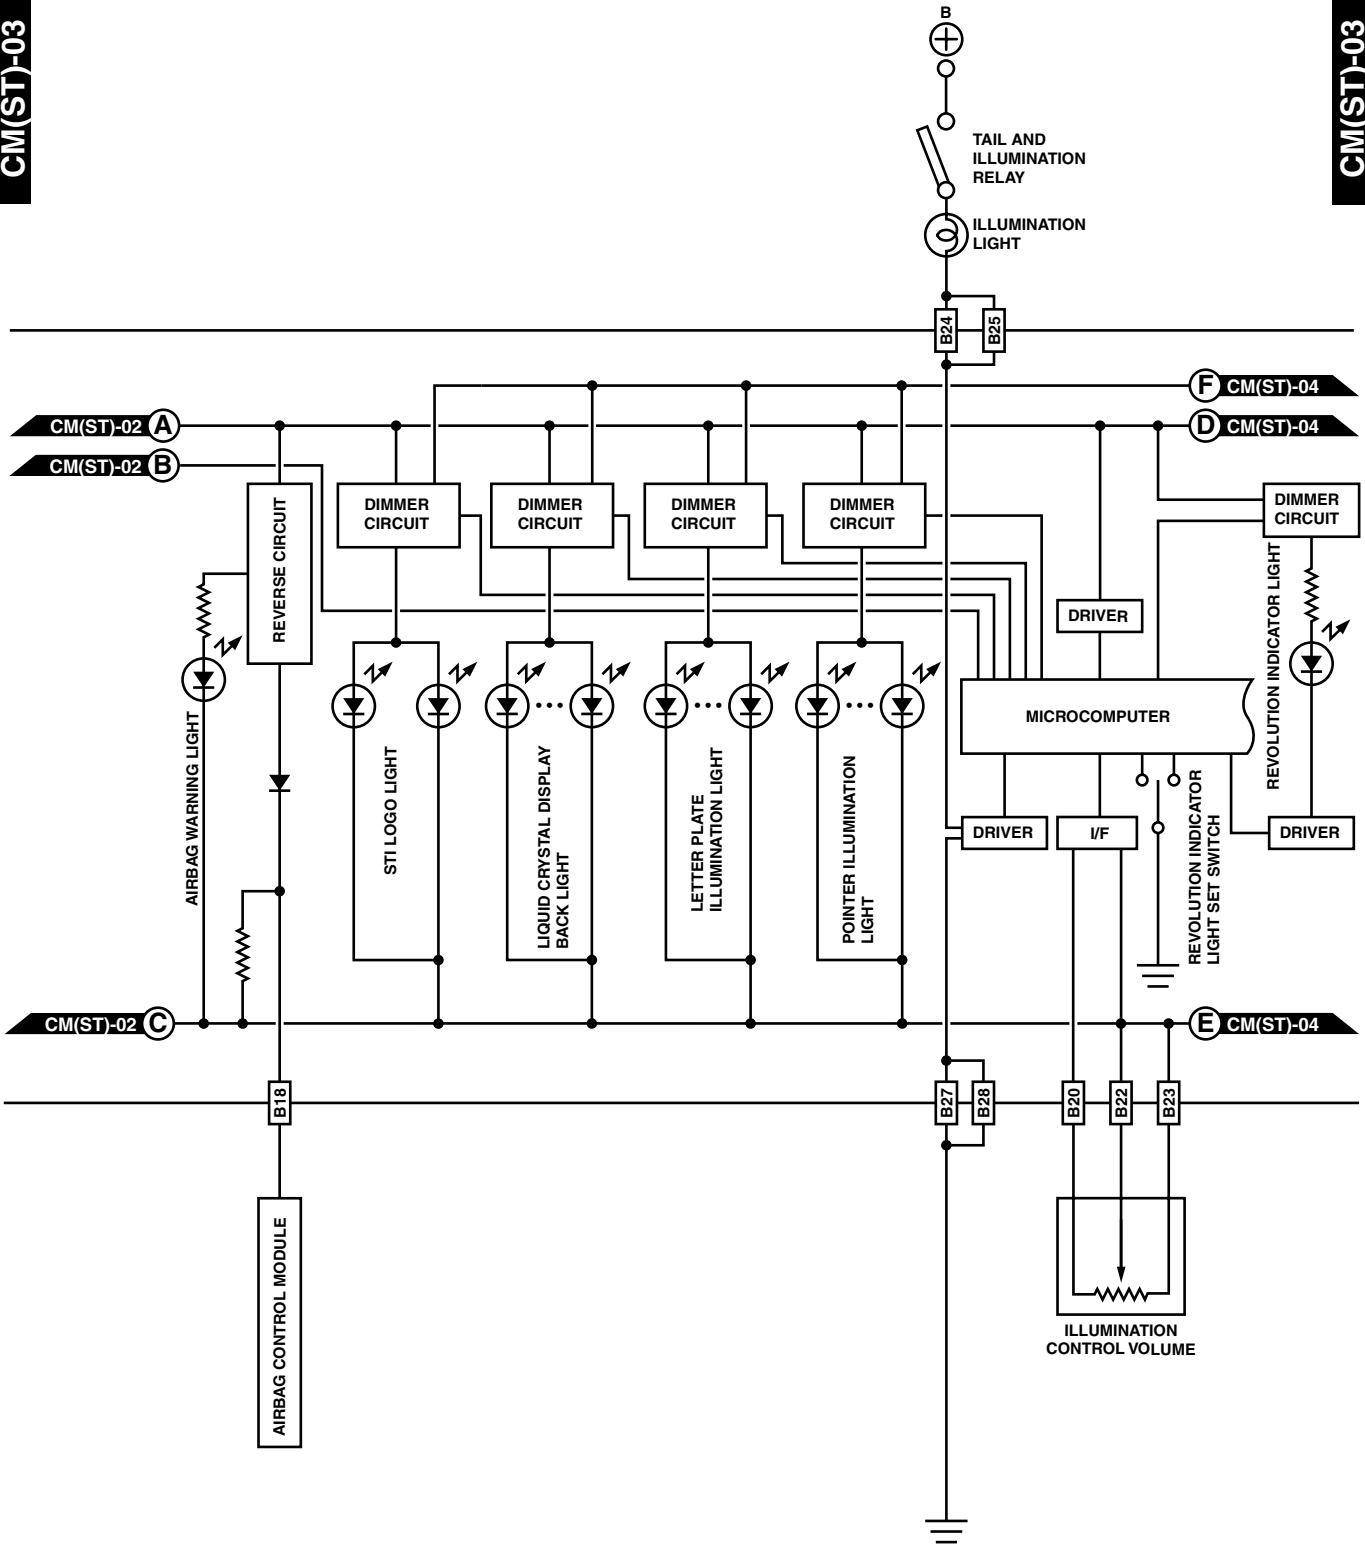 CM(ST)-03
CM(ST)-03
B
TAIL AND
ILLUMINATION
RELAY
ILLUMINATION
LIGHT
B24
B25
F CM(ST)-04
CM(ST)-02 A
D CM(ST)-04
CM(ST)-02 B
REVERSE CIRCUIT
DIMMER
CIRCUIT
DIMMER
CIRCUIT
DIMMER
CIRCUIT
DIMMER
CIRCUIT
DIMMER
CIRCUIT
DRIVER
REVOLUTION INDICATOR LIGHT
MICROCOMPUTER
AIRBAG WARNING LIGHT
STI LOGO LIGHT
LIQUID CRYSTAL DISPLAY
BACK LIGHT
LETTER PLATE
ILLUMINATION LIGHT
POINTER ILLUMINATION
LIGHT
DRIVER
I/F
REVOLUTION INDICATOR
LIGHT SET SWITCH
DRIVER
CM(ST)-02 C
E CM(ST)-04
B18
B27
B28
B20
B22
B23
AIRBAG CONTROL MODULE
ILLUMINATION
CONTROL VOLUME